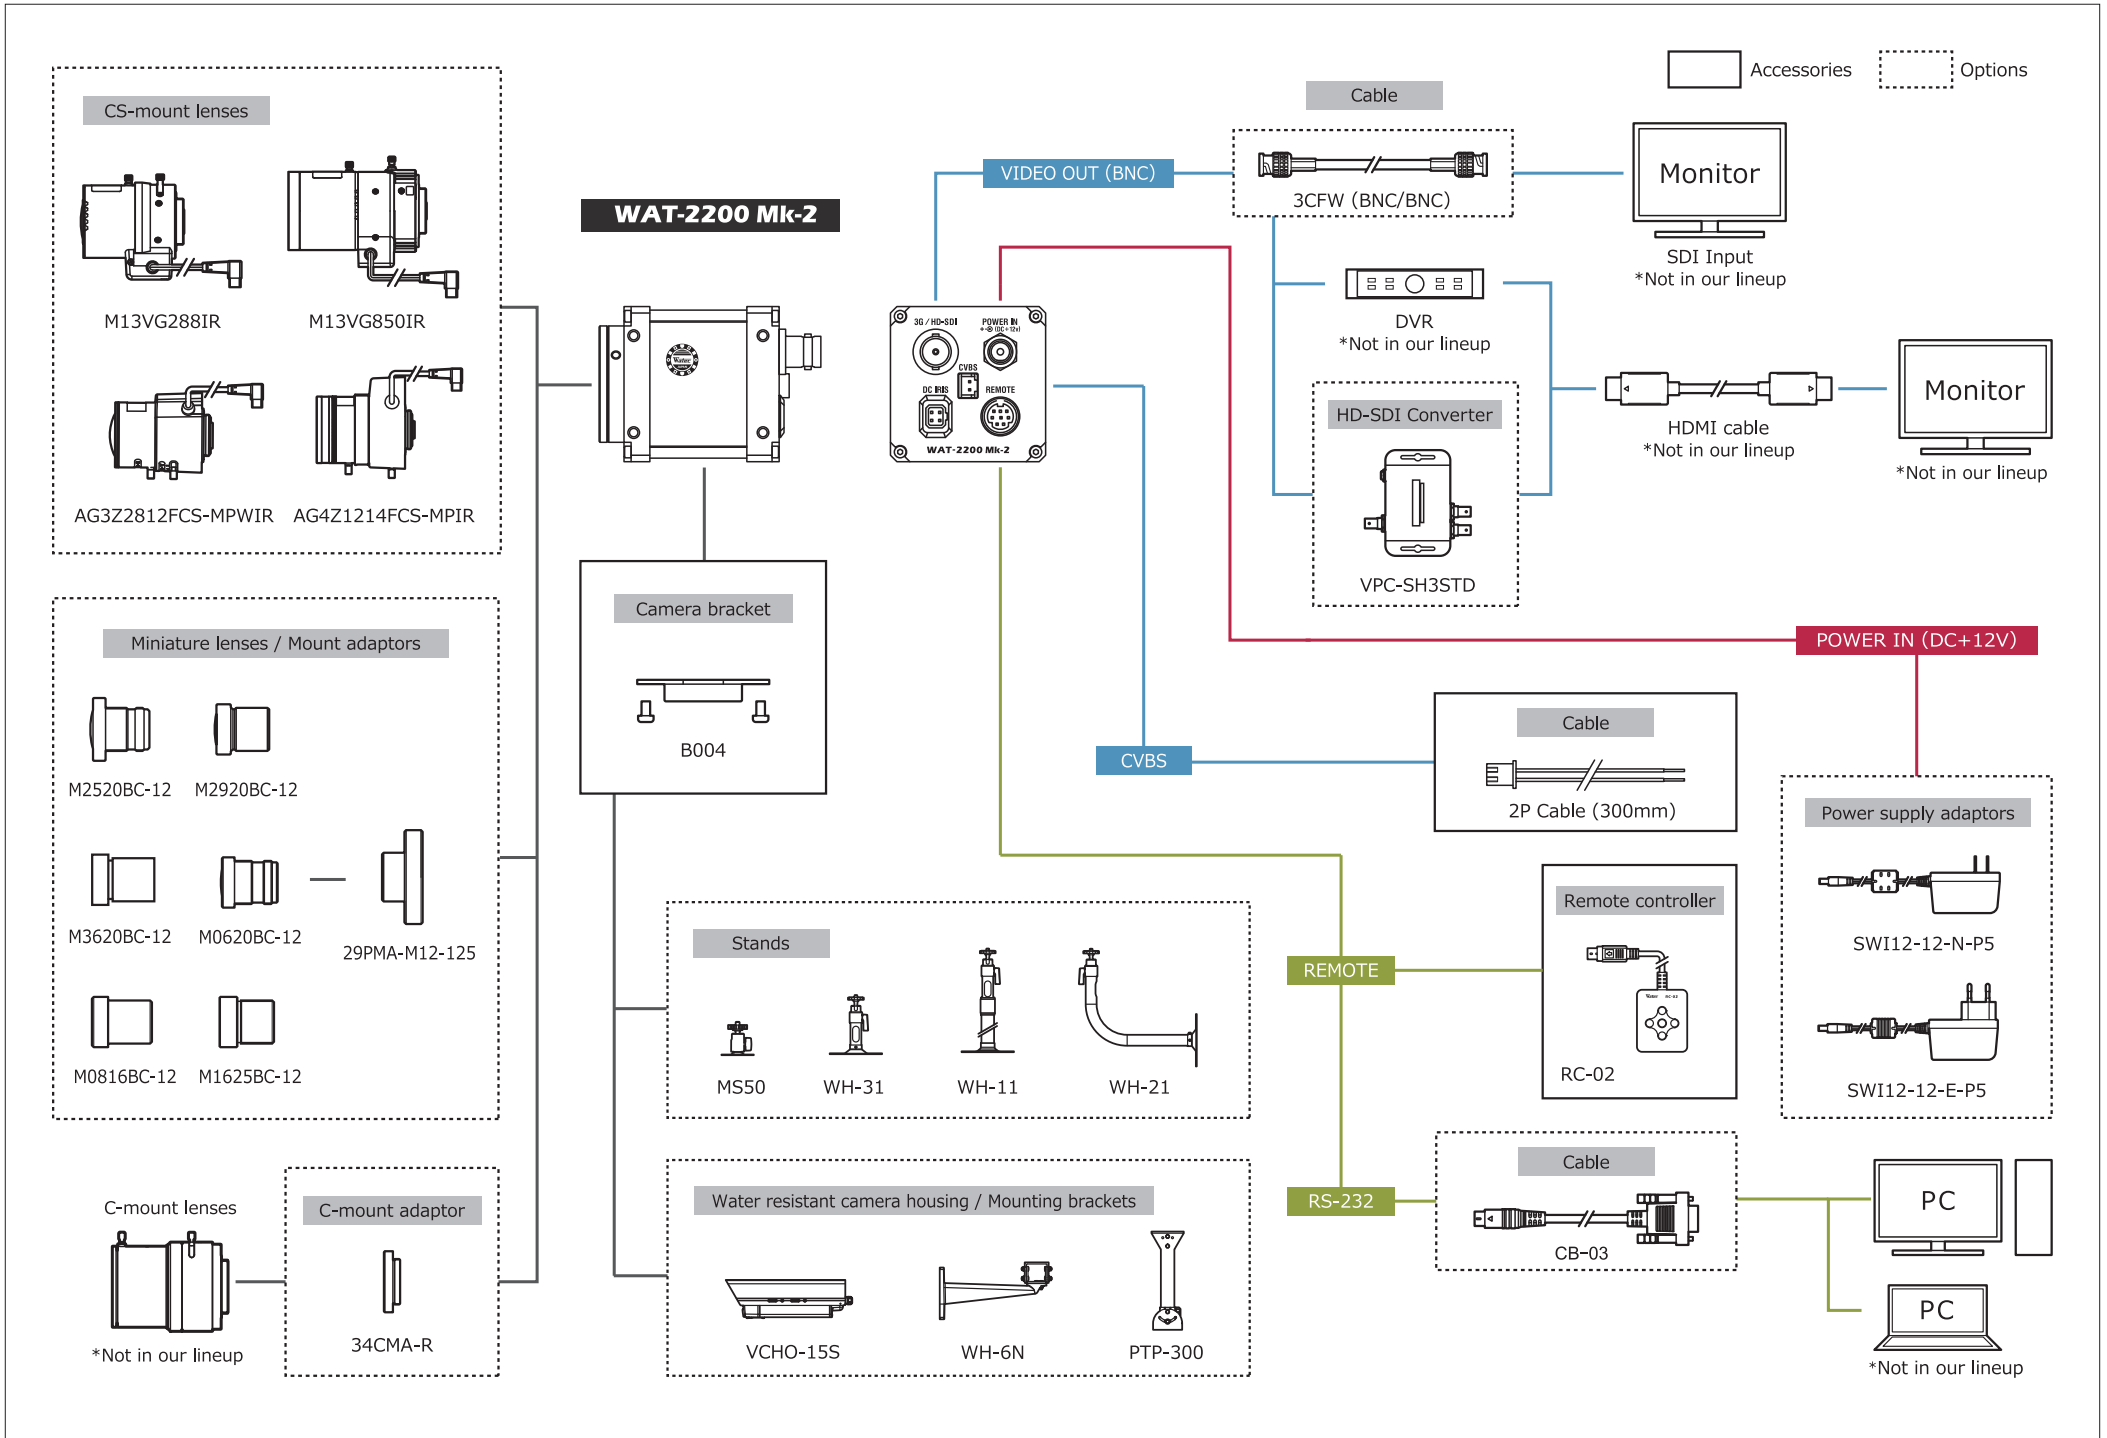 Accessories
Options
CS-mount lenses
M13VG288IR
M13VG850IR
AG3Z2812FCS-MPWIR
AG4Z1214FCS-MPIR
Miniature lenses / Mount adaptors
M2520BC-12
M2920BC-12
M3620BC-12
M0620BC-12
29PMA-M12-125
M0816BC-12
M1625BC-12
C-mount lenses
*Not in our lineup
C-mount adaptor
34CMA-R
WAT-2200 Mk-2
Watec
3G / HD-SDI
POWER IN
(DC+12V)
CVBS
DC IRIS
REMOTE
WAT-2200 Mk-2
Camera bracket
B004
Stands
MS50
WH-31
WH-11
WH-21
Water resistant camera housing / Mounting brackets
VCHO-15S
WH-6N
PTP-300
VIDEO OUT (BNC)
Cable
3CFW (BNC/BNC)
Monitor
SDI Input
*Not in our lineup
DVR
*Not in our lineup
HD-SDI Converter
VPC-SH3STD
HDMI cable
*Not in our lineup
Monitor
*Not in our lineup
POWER IN (DC+12V)
Power supply adaptors
SWI12-12-N-P5
SWI12-12-E-P5
CVBS
Cable
2P Cable (300mm)
REMOTE
Remote controller
Watec RC-02
RC-02
RS-232
Cable
CB-03
PC
PC
*Not in our lineup